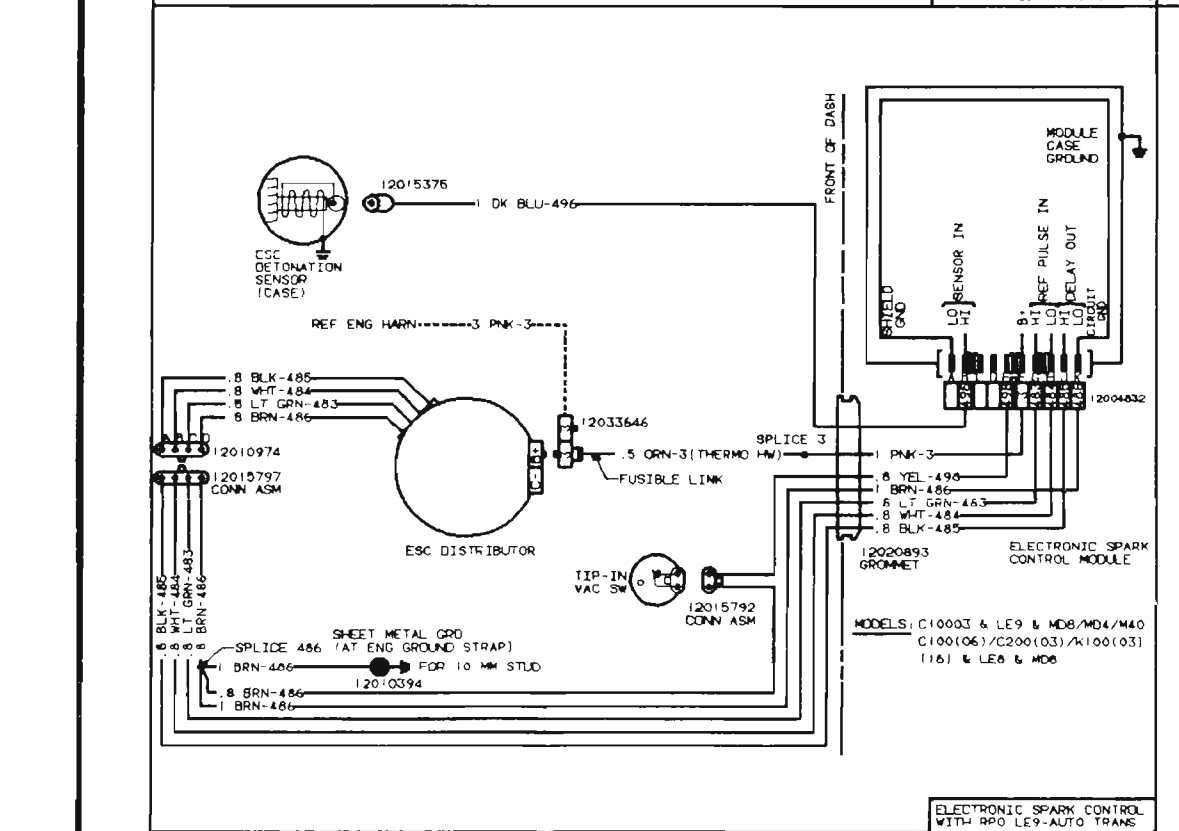 FRONT OF DASH
MODULE
CASE
GROUND
12015376
1 DK BLU-496
ESC
DETONATION
SENSOR
(CASE)
SHIELD
GND
LO
HI
SENSOR IN
B+
HI
LO
REF PULSE IN
HI
LO
DELAY OUT
CIRCUIT
GND
REF ENG HARN
3 PNK-3
.8 BLK-485
.8 WHT-484
.8 LT GRN-483
.8 BRN-486
12004832
12033646
SPLICE 3
12010974
12015797
CONN ASM
C-
B+
.5 ORN-3(THERMO HW)
1 PNK-3
FUSIBLE LINK
.8 YEL-498
1 BRN-486
.8 LT GRN-483
.8 WHT-484
.8 BLK-485
ESC DISTRIBUTOR
12020893
GROMMET
ELECTRONIC SPARK
CONTROL MODULE
TIP-IN
VAC SW
12015792
CONN ASM
.8 BLK-485
.8 WHT-484
.8 LT GRN-483
.8 BRN-486
MODELS: C10003 & LE9 & MD8/MD4/M40
C100(06)/C200(03)/K100(03)
(16) & LE8 & MD8
SHEET METAL GRD
SPLICE 486 (AT ENG GROUND STRAP)
1 BRN-486
FOR 10 MM STUD
12010394
.8 BRN-486
1 BRN-486
ELECTRONIC SPARK CONTROL
WITH RPO LE9-AUTO TRANS